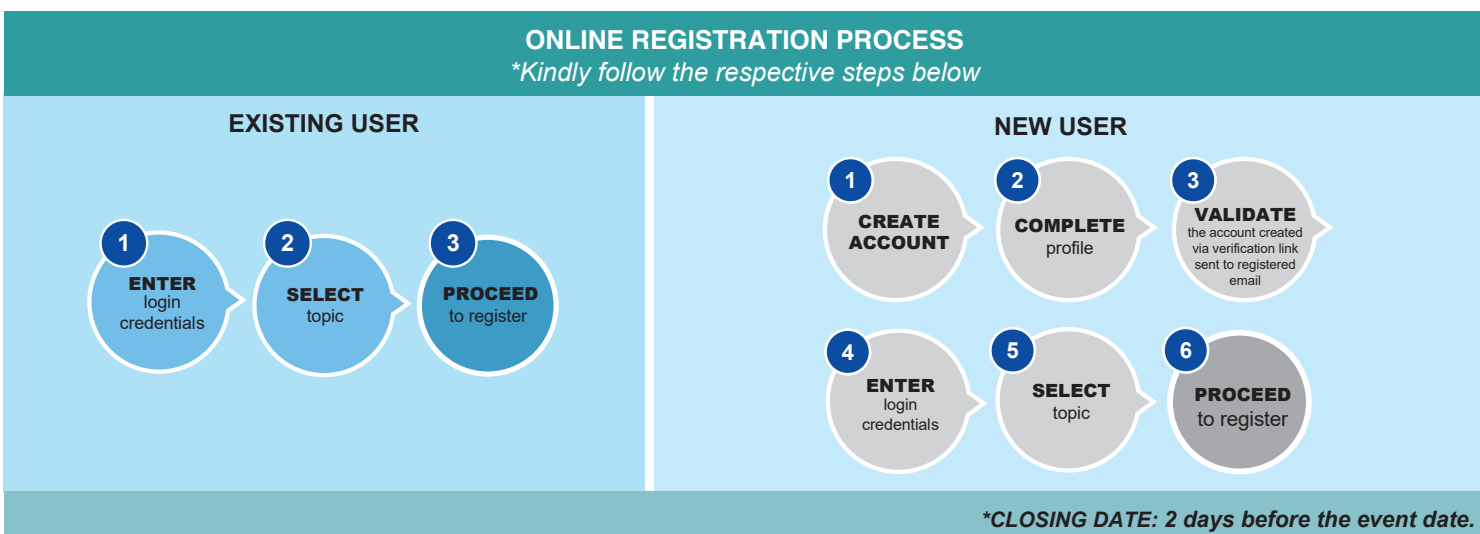 ONLINE REGISTRATION PROCESS
*Kindly follow the respective steps below
EXISTING USER
1
ENTER
login
credentials
2
SELECT
topic
3
PROCEED
to register
NEW USER
1
CREATE
ACCOUNT
2
COMPLETE
profile
3
VALIDATE
the account created
via verification link
sent to registered
email
4
ENTER
login
credentials
5
SELECT
topic
6
PROCEED
to register
*CLOSING DATE: 2 days before the event date.